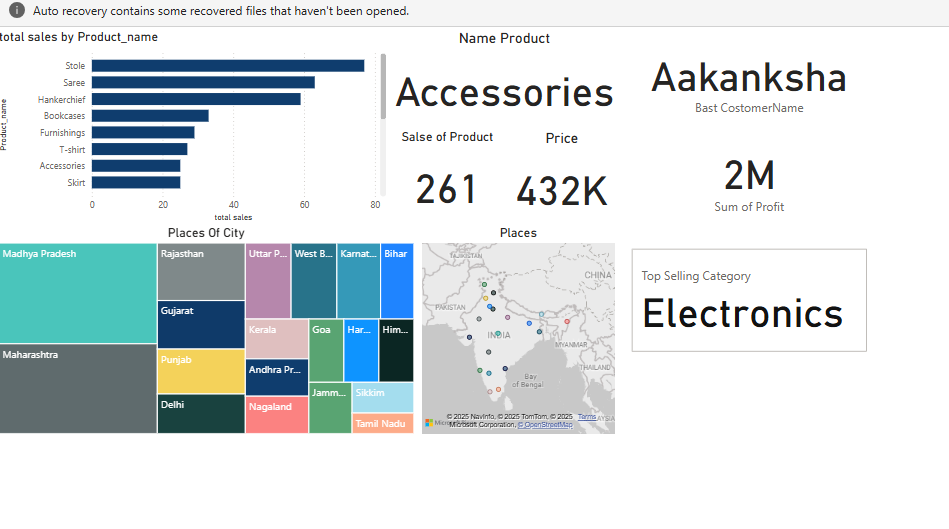 Auto recovery contains some recovered files that haven't been opened.
total sales by Product_name
Product_name
Stole
Saree
Hankerchief
Bookcases
Furnishings
T-shirt
Accessories
Skirt
0 20 40 60 80
total sales
Name Product
Accessories
Salse of Product
261
Price
432K
Aakanksha
Bast CostomerName
2M
Sum of Profit
Places Of City
Madhya Pradesh
Maharashtra
Rajasthan
Gujarat
Punjab
Delhi
Uttar P...
West B...
Karnat...
Bihar
Kerala
Andhra Pr...
Nagaland
Goa
Har...
Him...
Jamm...
Sikkim
Tamil Nadu
Places
TAJIKISTAN
CHINA
PAKISTAN
INDIA
MYANMAR
THAILAND
Bay
of Bengal
© 2025 NavInfo, © 2025 TomTom, © 2025 Terms
Microsoft Corporation, © OpenStreetMap
Top Selling Category
Electronics